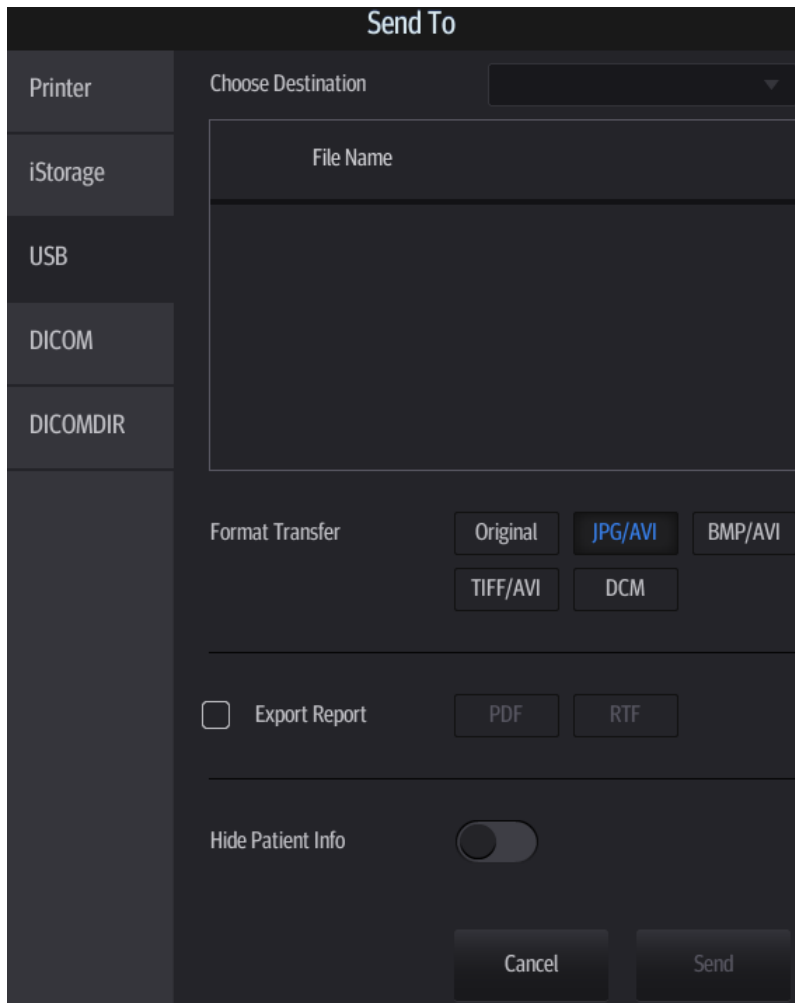 Send To
Printer
iStorage
USB
DICOM
DICOMDIR
Choose Destination
File Name
Format Transfer
Original JPG/AVI BMP/AVI
TIFF/AVI DCM
Export Report PDF RTF
Hide Patient Info
Cancel Send